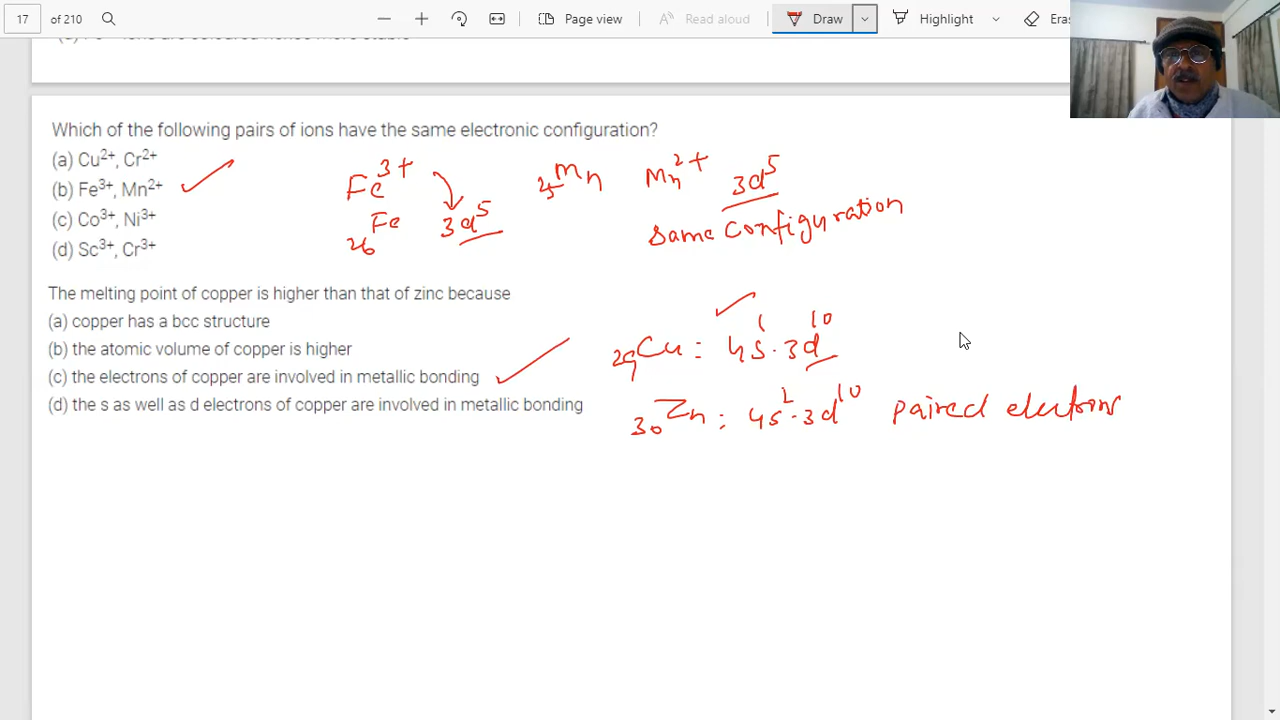 17 of 210 Page view Read aloud Draw Highlight
Which of the following pairs of ions have the same electronic configuration?
(a) Cu²⁺, Cr²⁺
(b) Fe³⁺, Mn²⁺
(c) Co³⁺, Ni³⁺
(d) Sc³⁺, Cr³⁺
Fe³⁺
₂₆Fe 3d⁵
₂₅Mn Mn²⁺ 3d⁵
same configuration
The melting point of copper is higher than that of zinc because
(a) copper has a bcc structure
(b) the atomic volume of copper is higher
(c) the electrons of copper are involved in metallic bonding
(d) the s as well as d electrons of copper are involved in metallic bonding
₂₉Cu : 4s¹·3d¹⁰
₃₀Zn : 4s²·3d¹⁰ paired electrons